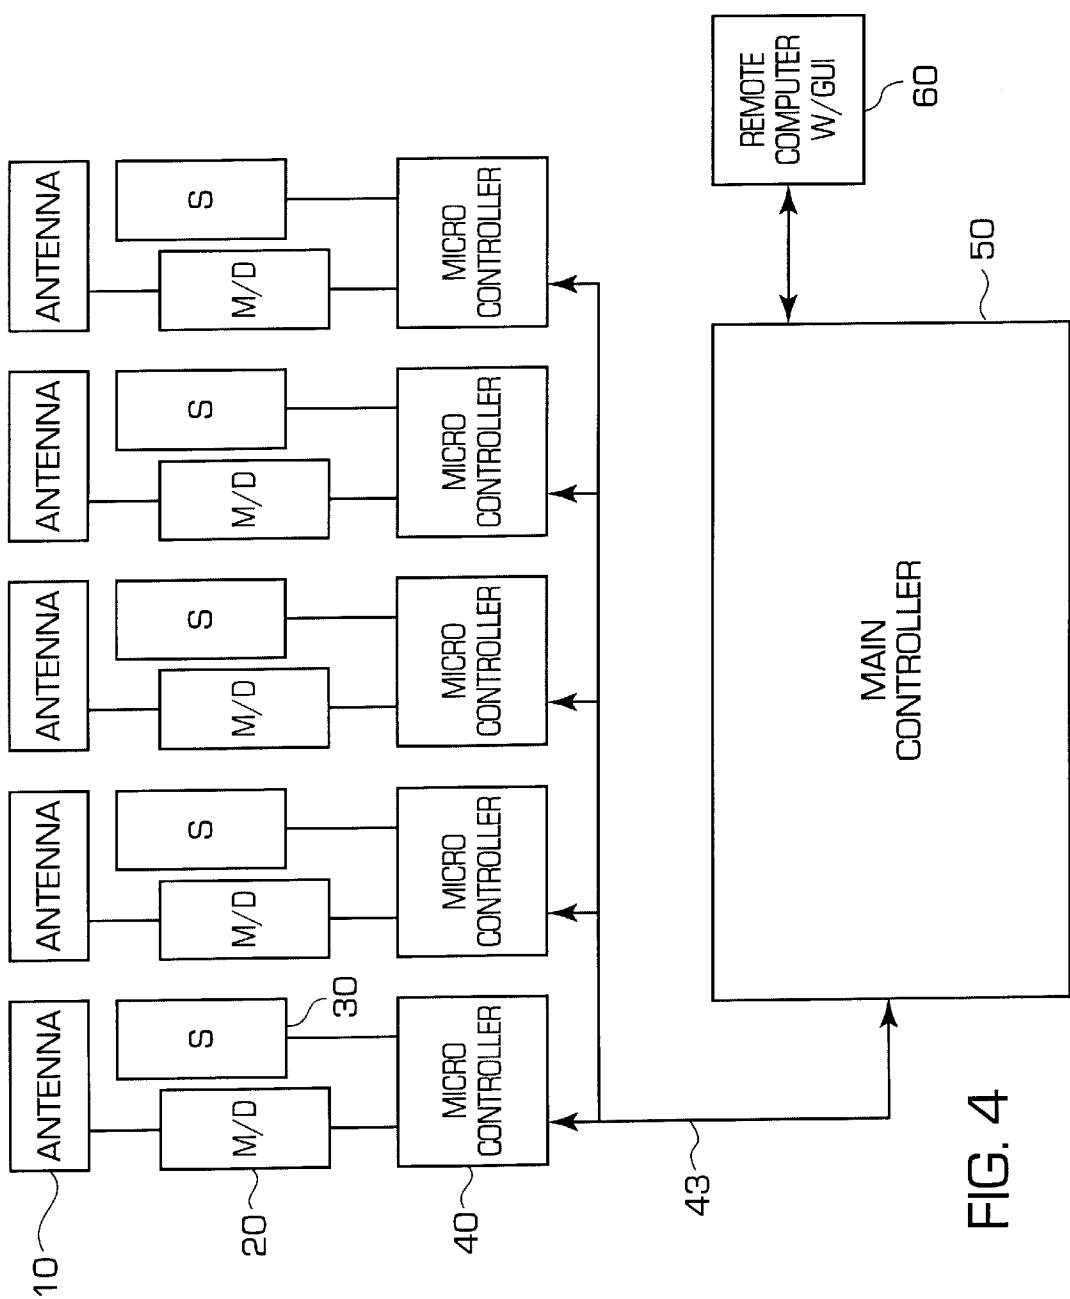 10
ANTENNA
ANTENNA
ANTENNA
ANTENNA
ANTENNA
S
S
S
S
S
20
M/D
M/D
M/D
M/D
M/D
30
40
MICRO
CONTROLLER
MICRO
CONTROLLER
MICRO
CONTROLLER
MICRO
CONTROLLER
MICRO
CONTROLLER
43
REMOTE
COMPUTER
W/GUI
60
MAIN
CONTROLLER
50
FIG. 4